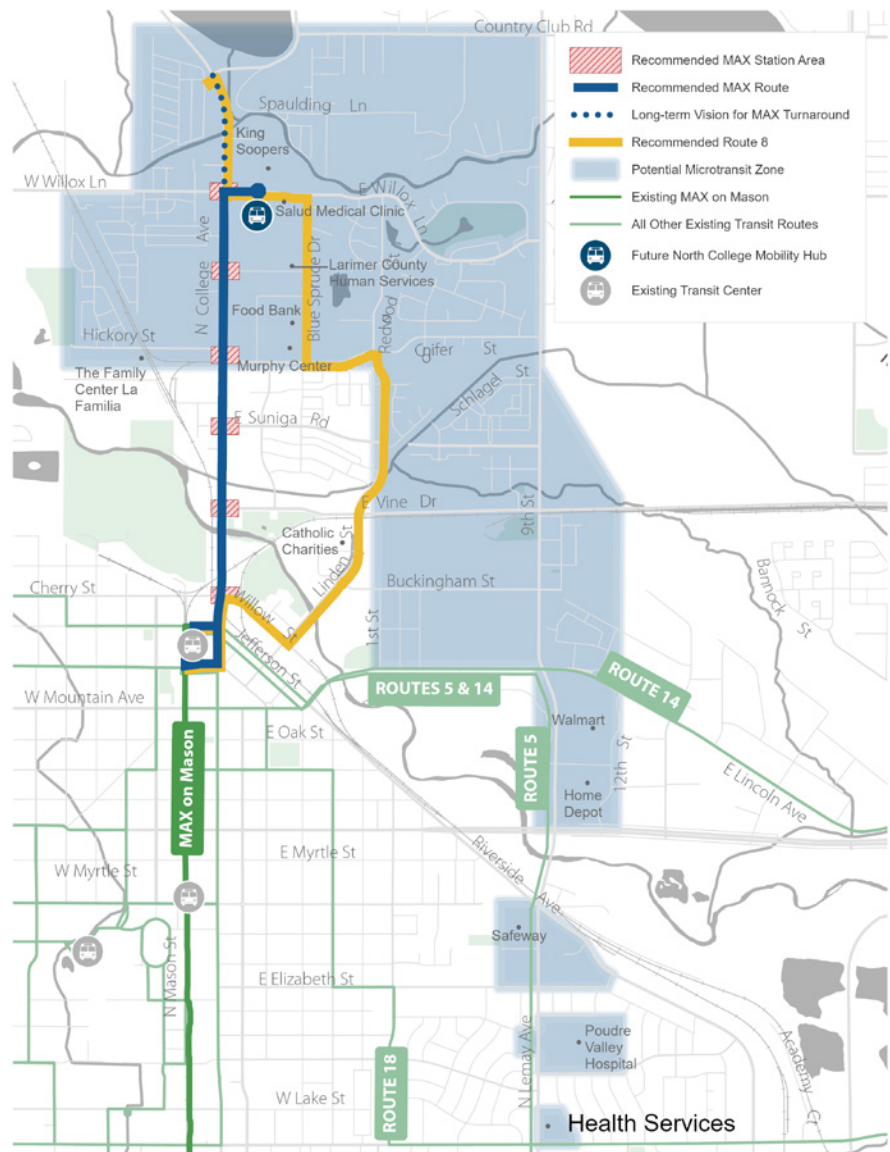 Country Club Rd
Recommended MAX Station Area
Recommended MAX Route
Long-term Vision for MAX Turnaround
Recommended Route 8
Potential Microtransit Zone
Existing MAX on Mason
All Other Existing Transit Routes
Future North College Mobility Hub
Existing Transit Center
Spaulding Ln
King
Soopers
W Willox Ln
E Willox Ln
Salud Medical Clinic
N College Ave
Blue Spruce Dr
Larimer County
Human Services
Redwood St
Food Bank
Hickory St
Conifer St
Murphy Center
The Family
Center La
Familia
Schlagel St
E Suniga Rd
E Vine Dr
9th St
Catholic
Charities
Linden St
Buckingham St
Bannock St
Cherry St
Willow St
Jefferson St
1st St
ROUTES 5 & 14
ROUTE 14
W Mountain Ave
E Oak St
Walmart
12th St
ROUTE 5
E Lincoln Ave
Home
Depot
MAX on Mason
E Myrtle St
W Myrtle St
Riverside Ave
Safeway
N Mason St
E Elizabeth St
N Lemay Ave
Poudre
Valley
Hospital
Academy Ct
ROUTE 18
W Lake St
Health Services